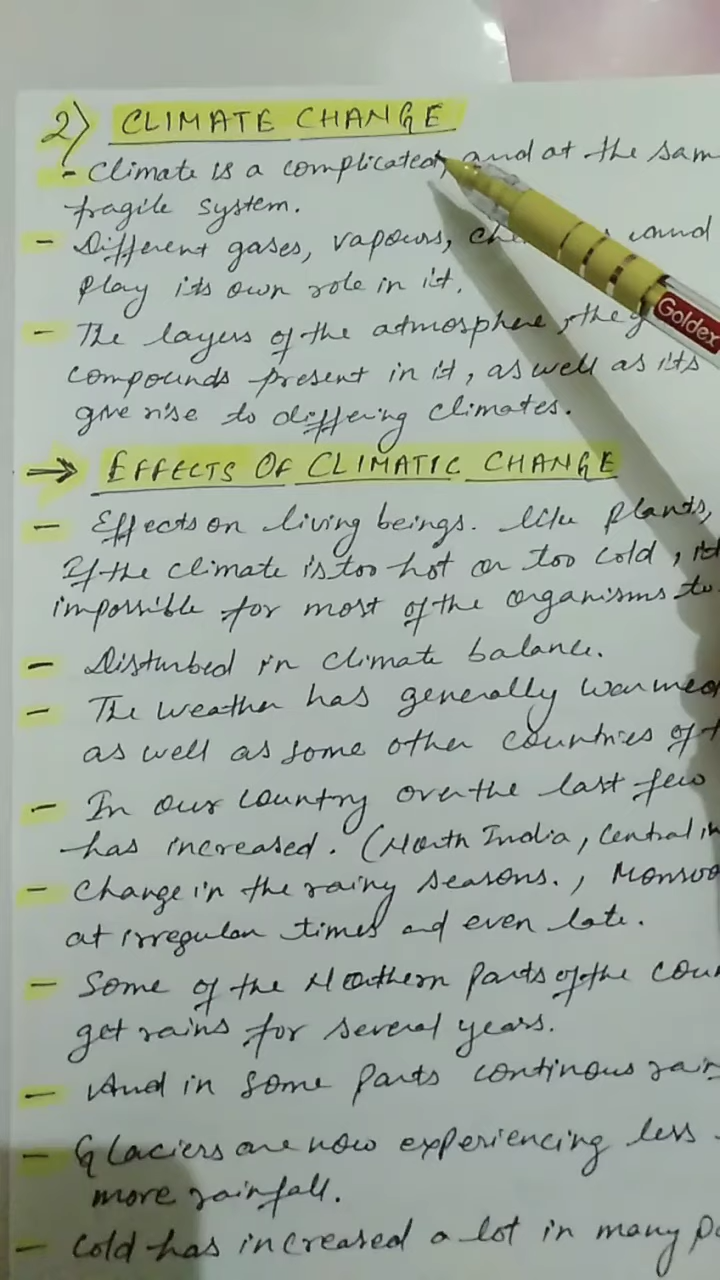 2) CLIMATE CHANGE
- Climate is a complicated, and at the sam
fragile system.
- Different gases, vapours, 
play its own role in it.
- The layers of the atmosphere, the
Goldex
compounds present in it, as well as its
give rise to differing climates.
→ EFFECTS OF CLIMATIC CHANGE
- Effects on living beings. like plants,
If the climate is too hot or too cold, it
impossible for most of the organisms to
- Disturbed in climate balance.
- The weather has generally warmed
as well as some other countries of t
- In our country over the last few
has increased. (North India, Central in
- Change in the rainy seasons., Monsoo
at irregular times and even late.
- Some of the Northern parts of the coun
get rains for several years.
- And in some parts continous rain
- Glaciers are now experiencing less
more rainfall.
- Cold has increased a lot in many pa